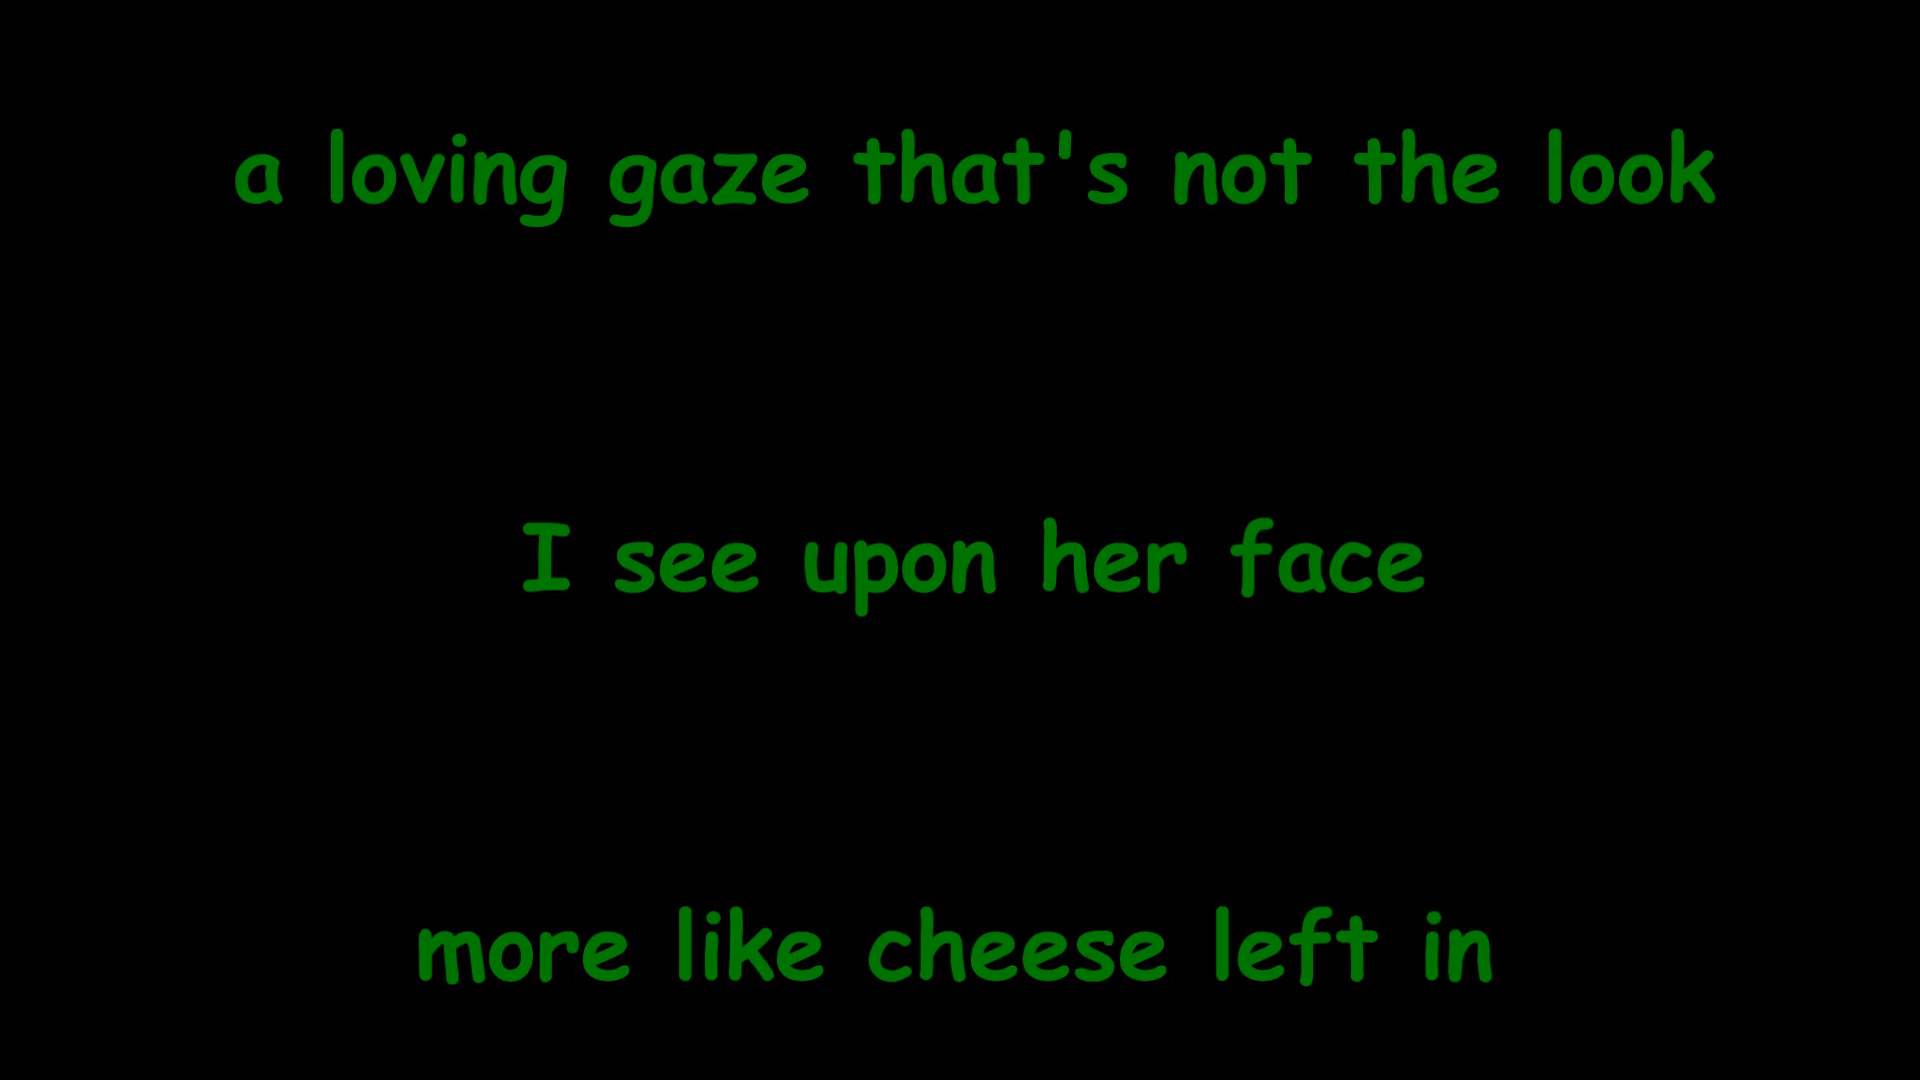 a loving gaze that's not the look
I see upon her face
more like cheese left in